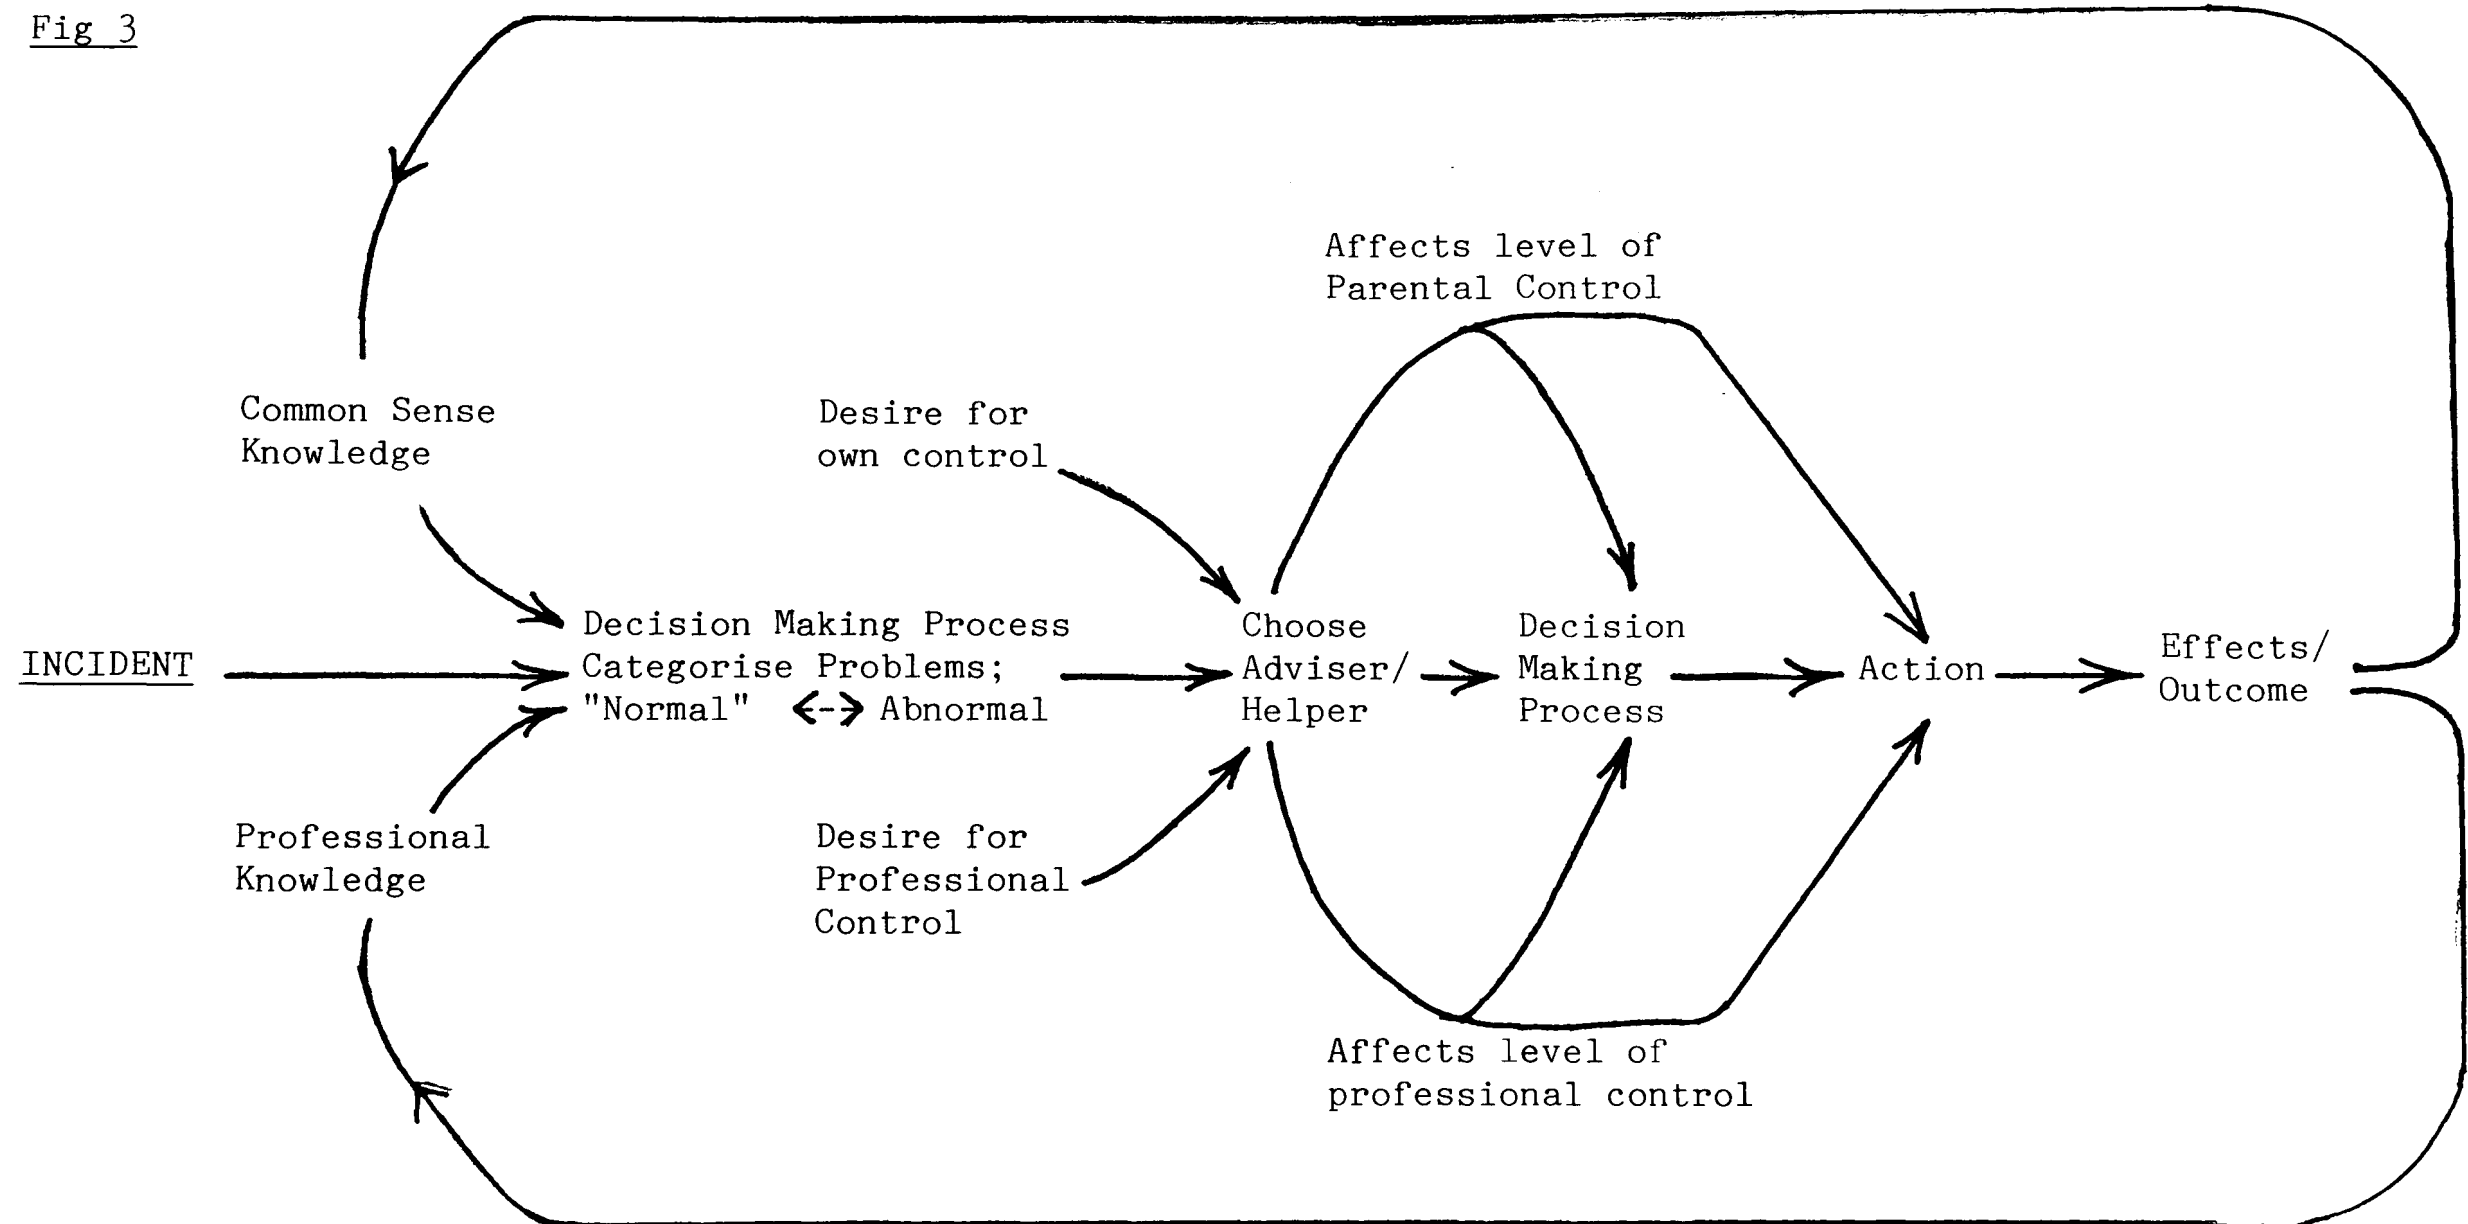 Fig 3
Affects level of
Parental Control
Common Sense
Knowledge
Desire for
own control
INCIDENT
Decision Making Process
Categorise Problems;
"Normal" <--> Abnormal
Choose
Adviser/
Helper
Decision
Making
Process
Action
Effects/
Outcome
Professional
Knowledge
Desire for
Professional
Control
Affects level of
professional control